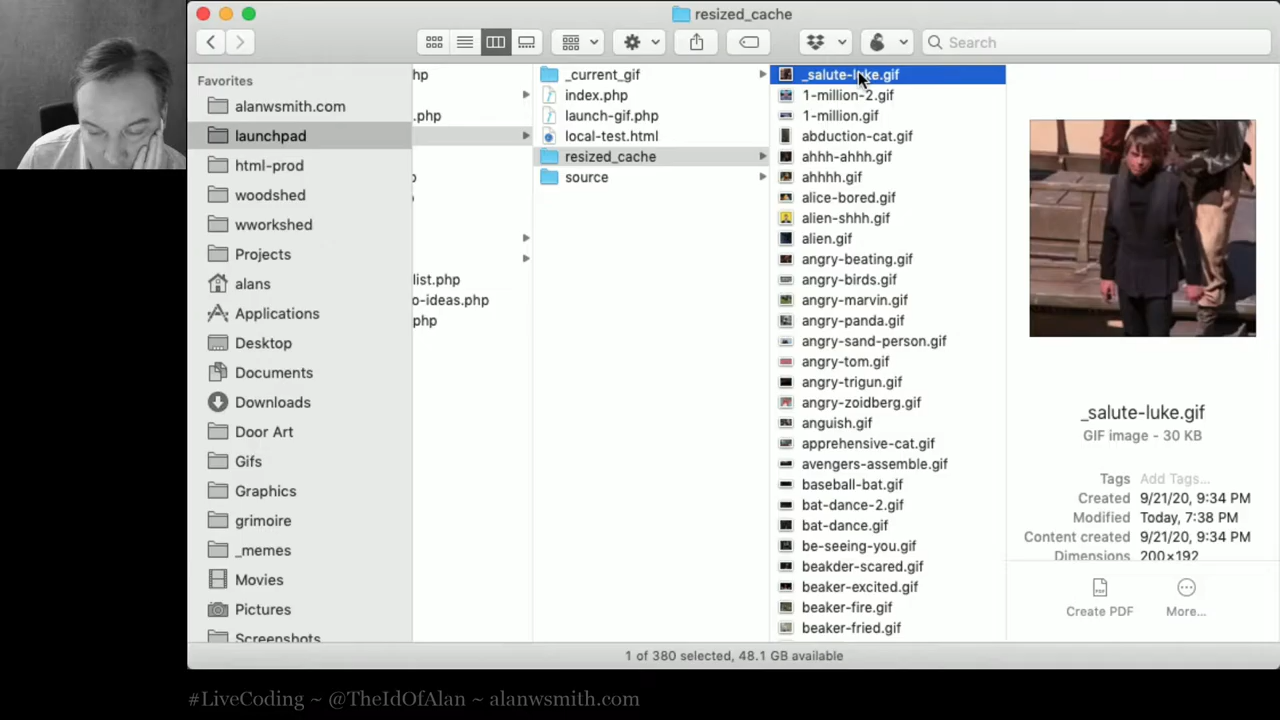 resized_cache
Search
Favorites
alanwsmith.com
launchpad
html-prod
woodshed
wworkshed
Projects
alans
Applications
Desktop
Documents
Downloads
Door Art
Gifs
Graphics
grimoire
_memes
Movies
Pictures
Screenshots
hp
.php
list.php
o-ideas.php
php
_current_gif
index.php
launch-gif.php
local-test.html
resized_cache
source
_salute-luke.gif
1-million-2.gif
1-million.gif
abduction-cat.gif
ahhh-ahhh.gif
ahhhh.gif
alice-bored.gif
alien-shhh.gif
alien.gif
angry-beating.gif
angry-birds.gif
angry-marvin.gif
angry-panda.gif
angry-sand-person.gif
angry-tom.gif
angry-trigun.gif
angry-zoidberg.gif
anguish.gif
apprehensive-cat.gif
avengers-assemble.gif
baseball-bat.gif
bat-dance-2.gif
bat-dance.gif
be-seeing-you.gif
beakder-scared.gif
beaker-excited.gif
beaker-fire.gif
beaker-fried.gif
_salute-luke.gif
GIF image - 30 KB
Tags Add Tags...
Created 9/21/20, 9:34 PM
Modified Today, 7:38 PM
Content created 9/21/20, 9:34 PM
Dimensions 200×192
Create PDF
More...
1 of 380 selected, 48.1 GB available
#LiveCoding ~ @TheIdOfAlan ~ alanwsmith.com